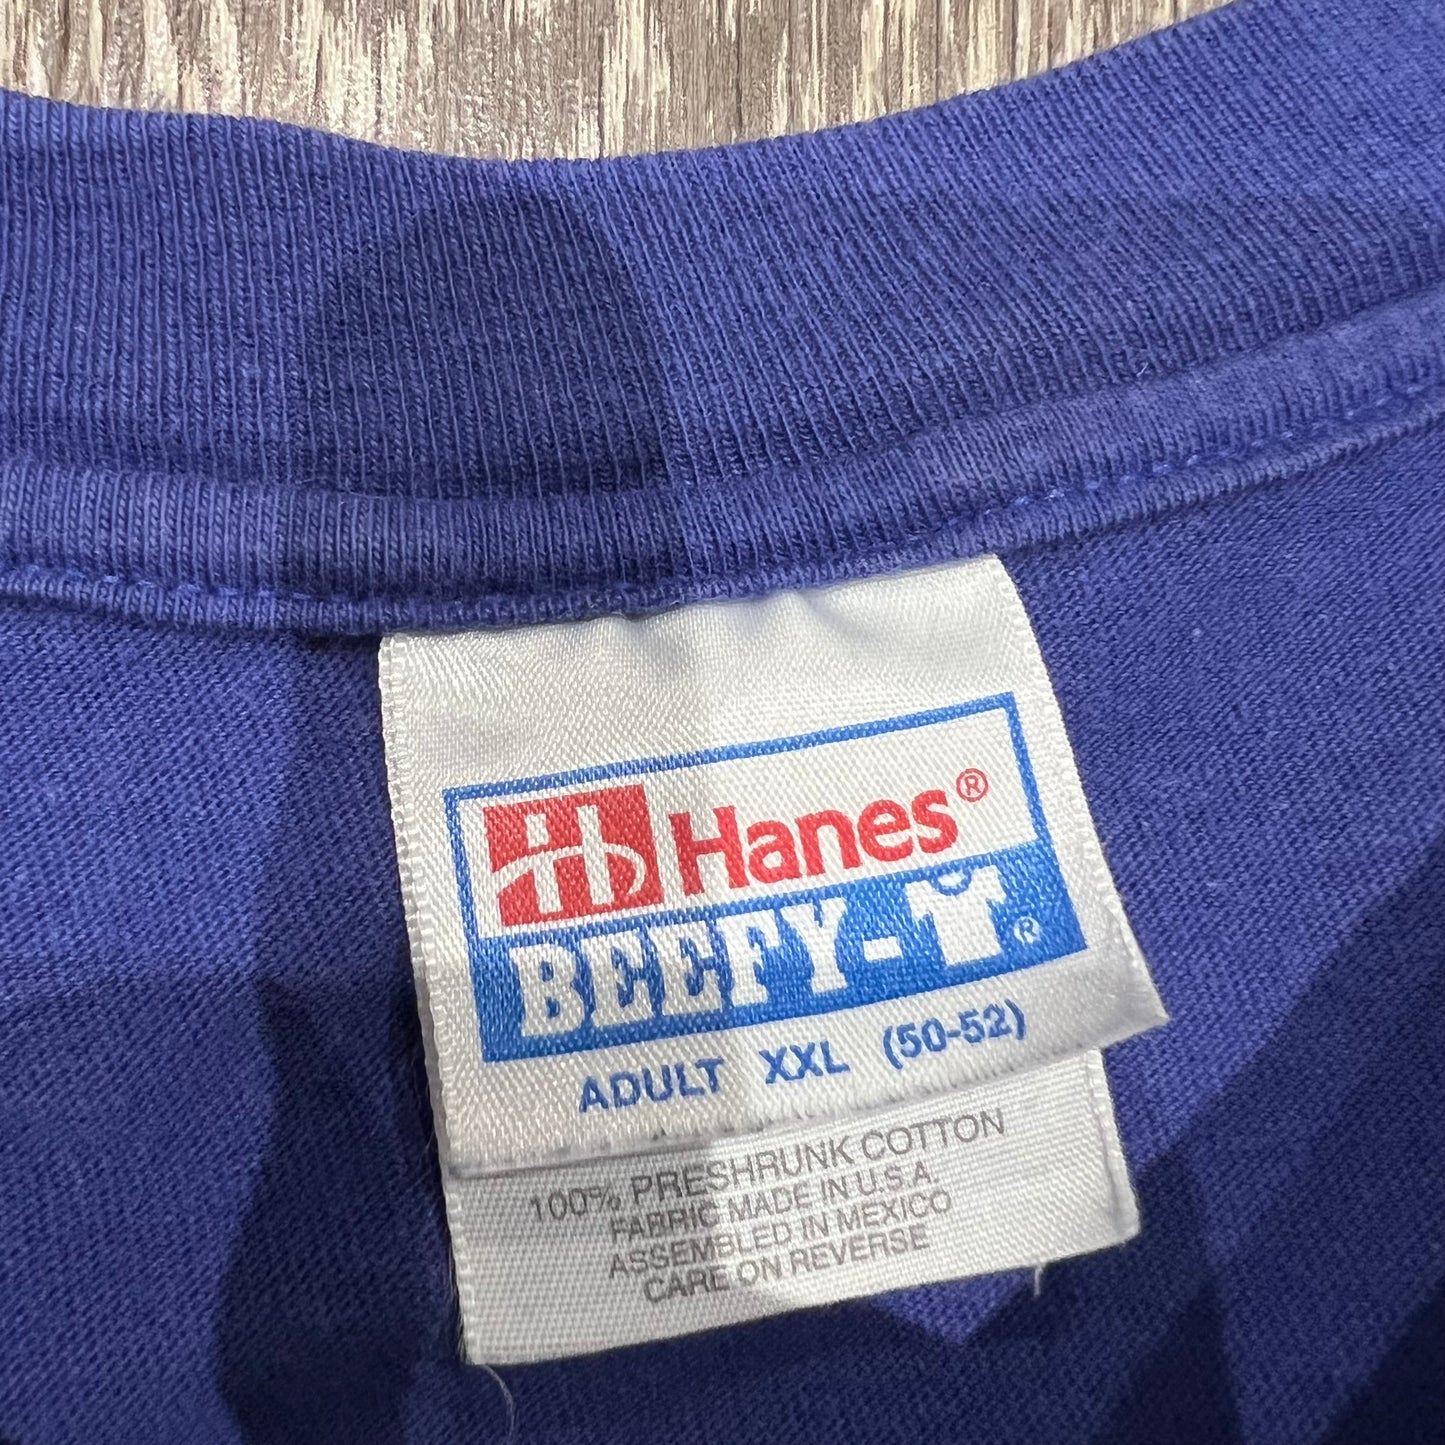 Hanes®
BEEFY-T®
ADULT XXL (50-52)
100% PRESHRUNK COTTON
FABRIC MADE IN U.S.A.
ASSEMBLED IN MEXICO
CARE ON REVERSE